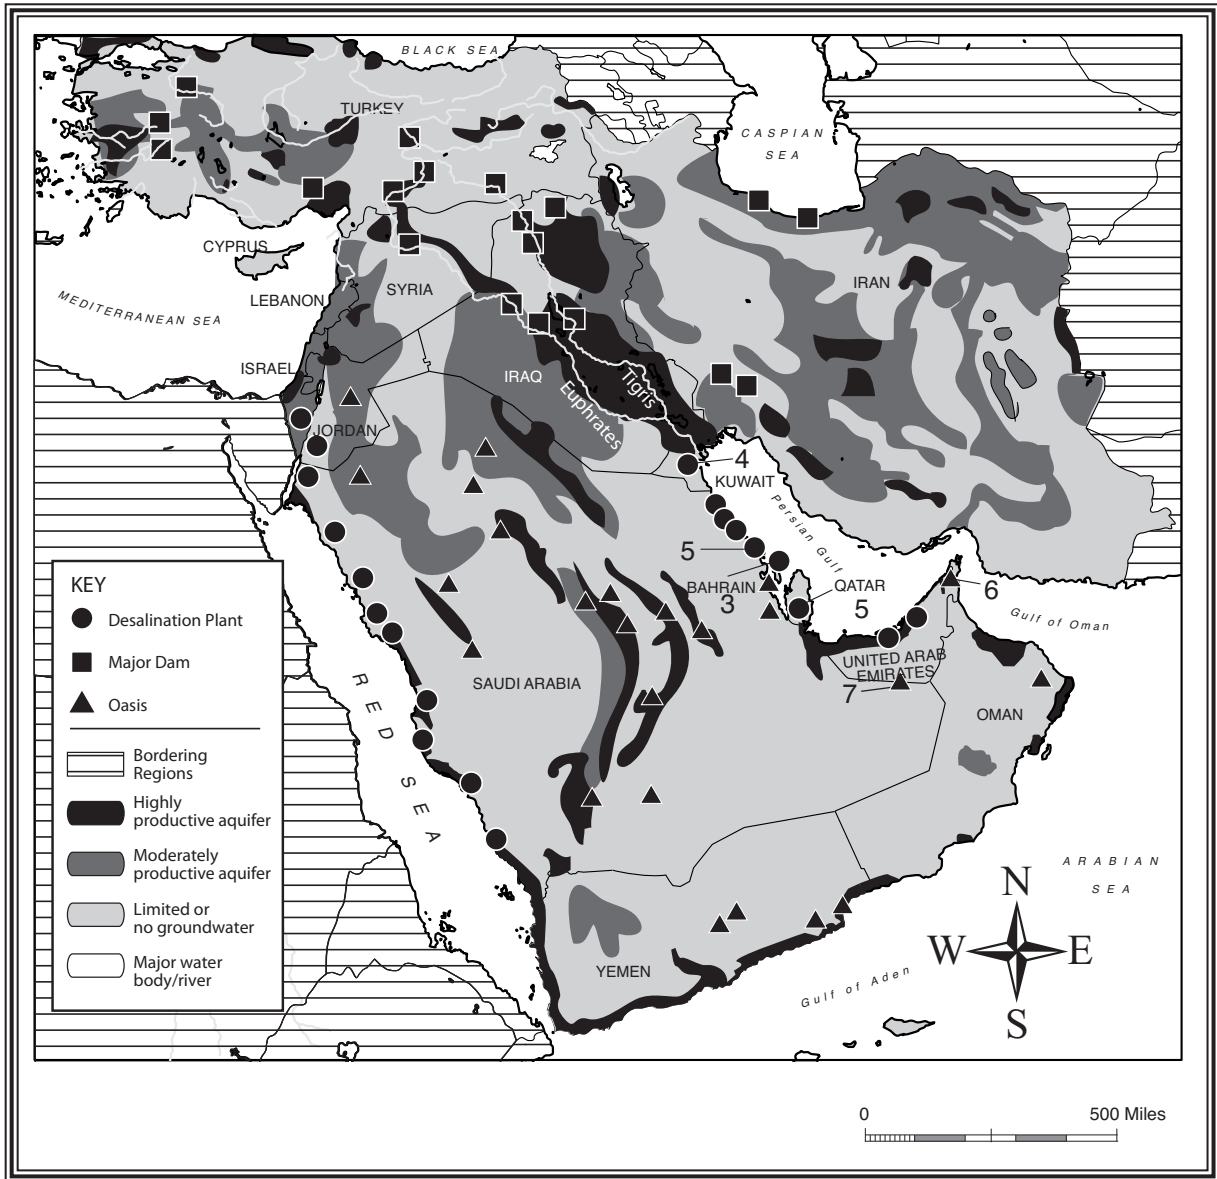 BLACK SEA
TURKEY
CASPIAN
SEA
CYPRUS
LEBANON
SYRIA
IRAN
MEDITERRANEAN SEA
ISRAEL
IRAQ
Tigris
Euphrates
JORDAN
4
KUWAIT
Persian Gulf
5
BAHRAIN
3
QATAR
5
6
Gulf of Oman
UNITED ARAB
EMIRATES
7
SAUDI ARABIA
OMAN
RED SEA
ARABIAN
SEA
YEMEN
Gulf of Aden
KEY
Desalination Plant
Major Dam
Oasis
Bordering
Regions
Highly
productive aquifer
Moderately
productive aquifer
Limited or
no groundwater
Major water
body/river
N
W
E
S
0
500 Miles